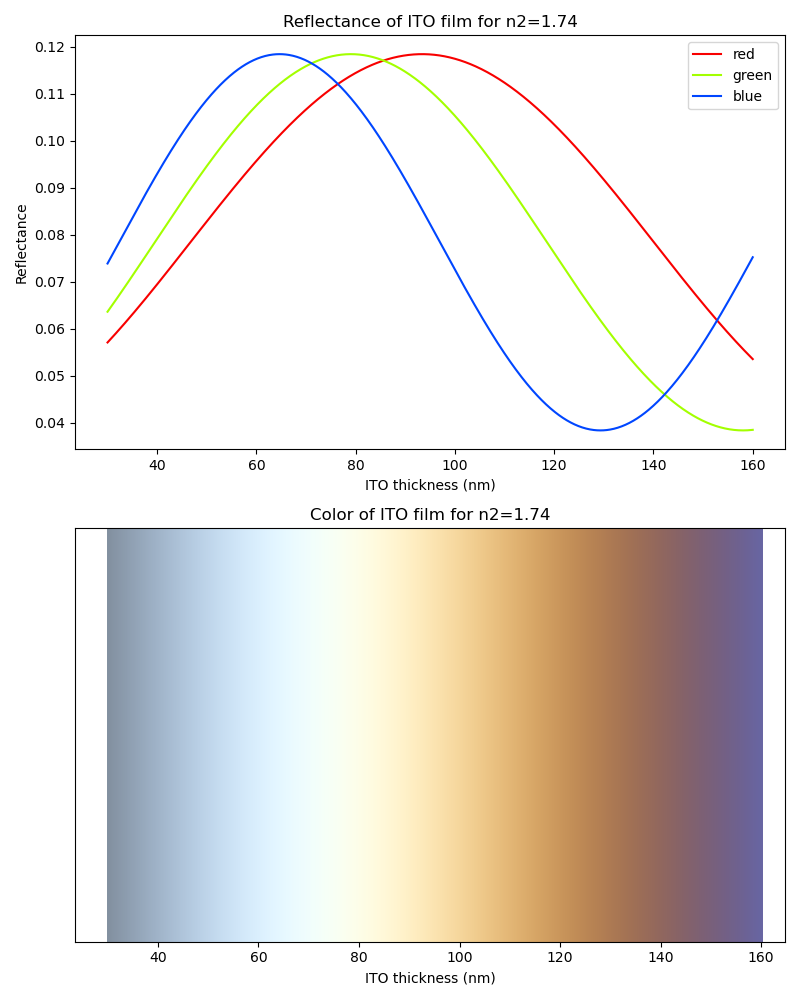 Reflectance of ITO film for n2=1.74
0.12
0.11
0.10
0.09
0.08
0.07
0.06
0.05
0.04
Reflectance
red
green
blue
40 60 80 100 120 140 160
ITO thickness (nm)
Color of ITO film for n2=1.74
40 60 80 100 120 140 160
ITO thickness (nm)